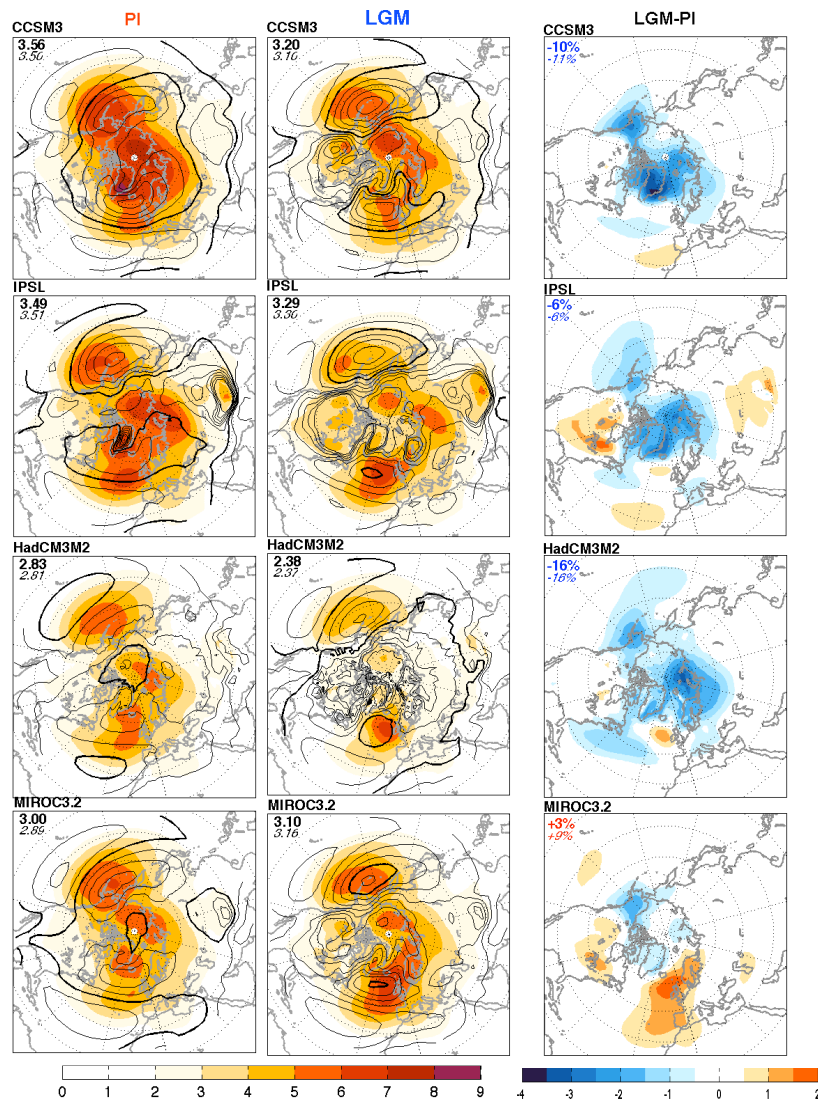 PI LGM LGM-PI
CCSM3 CCSM3 CCSM3
3.56 3.20 -10%
3.50 3.10 -11%
IPSL IPSL IPSL
3.49 3.29 -6%
3.51 3.30 -6%
HadCM3M2 HadCM3M2 HadCM3M2
2.83 2.38 -16%
2.81 2.37 -16%
MIROC3.2 MIROC3.2 MIROC3.2
3.00 3.10 +3%
2.89 3.16 +9%
0 1 2 3 4 5 6 7 8 9
-4 -3 -2 -1 0 1 2